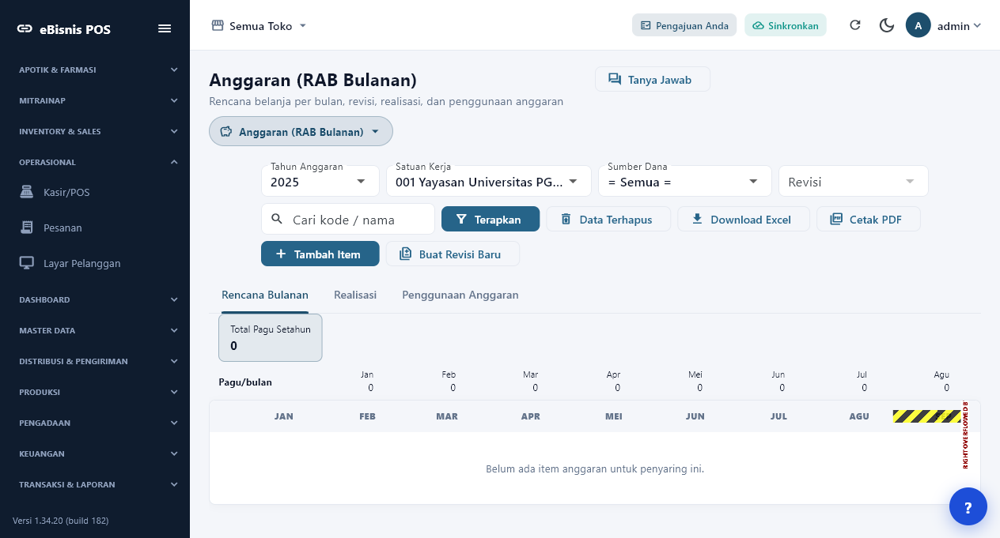 eBisnis POS
Semua Toko
Pengajuan Anda
Sinkronkan
A
admin
APOTIK & FARMASI
MITRAINAP
INVENTORY & SALES
OPERASIONAL
Kasir/POS
Pesanan
Layar Pelanggan
DASHBOARD
MASTER DATA
DISTRIBUSI & PENGIRIMAN
PRODUKSI
PENGADAAN
KEUANGAN
TRANSAKSI & LAPORAN
Versi 1.34.20 (build 182)
Anggaran (RAB Bulanan)
Tanya Jawab
Rencana belanja per bulan, revisi, realisasi, dan penggunaan anggaran
Anggaran (RAB Bulanan)
Tahun Anggaran
2025
Satuan Kerja
001 Yayasan Universitas PG...
Sumber Dana
= Semua =
Revisi
Cari kode / nama
Terapkan
Data Terhapus
Download Excel
Cetak PDF
Tambah Item
Buat Revisi Baru
Rencana Bulanan
Realisasi
Penggunaan Anggaran
Total Pagu Setahun
0
Pagu/bulan
Jan Feb Mar Apr Mei Jun Jul Agu
0 0 0 0 0 0 0 0
JAN FEB MAR APR MEI JUN JUL AGU
RIGHT OVERFLOWED B
Belum ada item anggaran untuk penyaring ini.
?